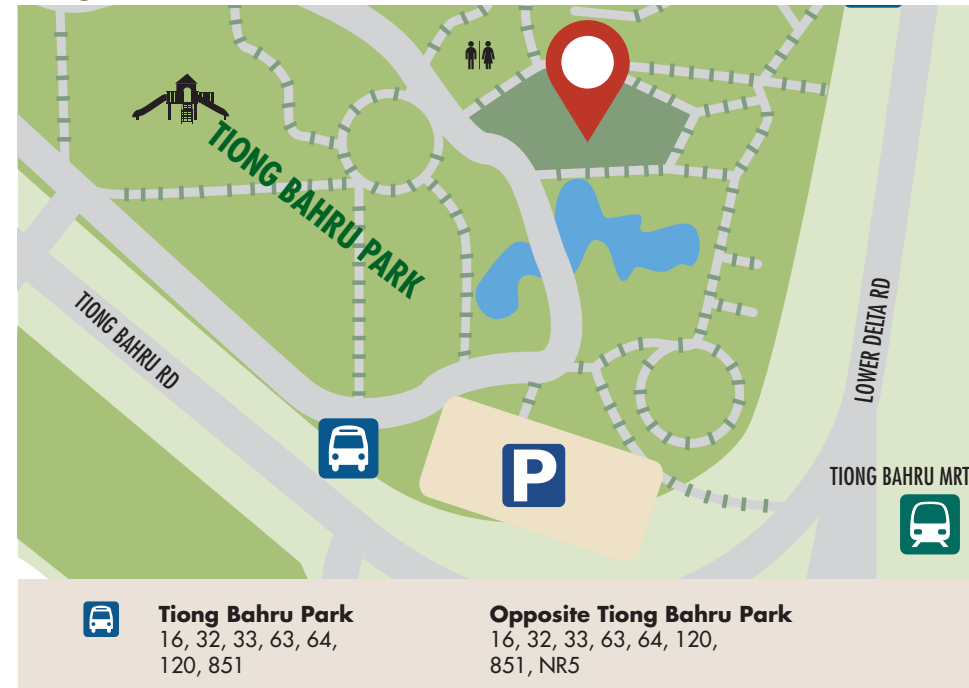 TIONG BAHRU PARK
TIONG BAHRU RD
LOWER DELTA RD
P
TIONG BAHRU MRT
Tiong Bahru Park
16, 32, 33, 63, 64,
120, 851
Opposite Tiong Bahru Park
16, 32, 33, 63, 64, 120,
851, NR5